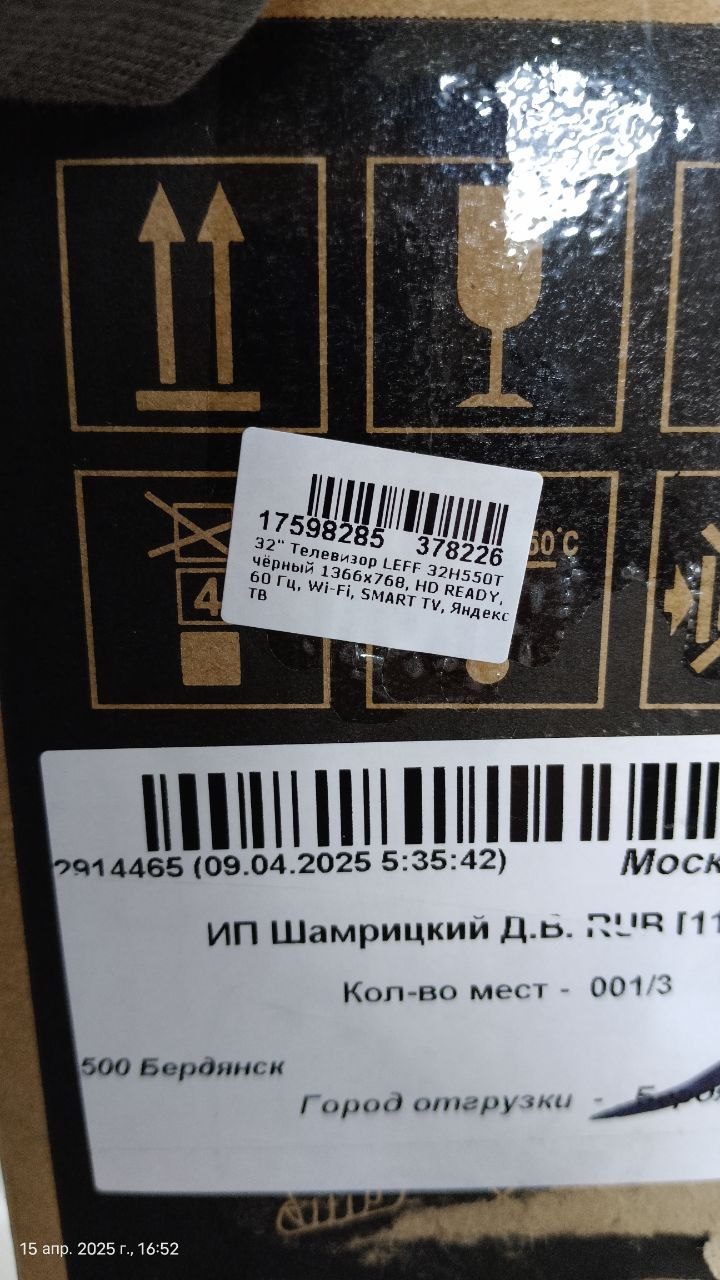 50°C
4
17598285 378226
32" Телевизор LEFF 32H550T
чёрный 1366x768, HD READY,
60 Гц, Wi-Fi, SMART TV, Яндекс
ТВ
2914465 (09.04.2025 5:35:42) Моск
ИП Шамрицкий Д.В. RUB [11
Кол-во мест - 001/3
500 Бердянск
Город отгрузки -
15 апр. 2025 г., 16:52